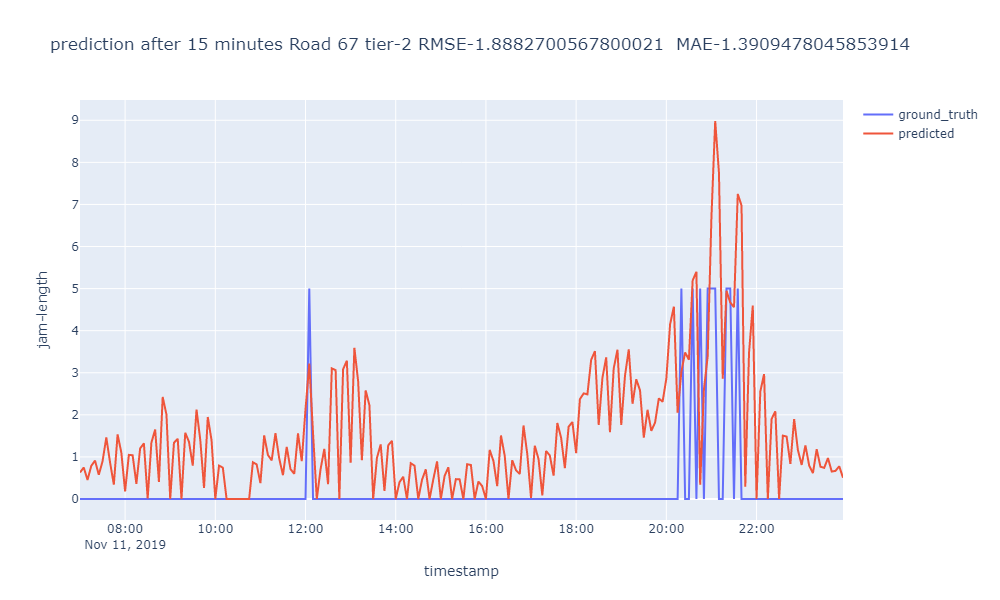 prediction after 15 minutes Road 67 tier-2 RMSE-1.8882700567800021  MAE-1.3909478045853914
ground_truth
predicted
9
8
7
6
5
4
3
2
1
0
jam-length
08:00 10:00 12:00 14:00 16:00 18:00 20:00 22:00
Nov 11, 2019
timestamp